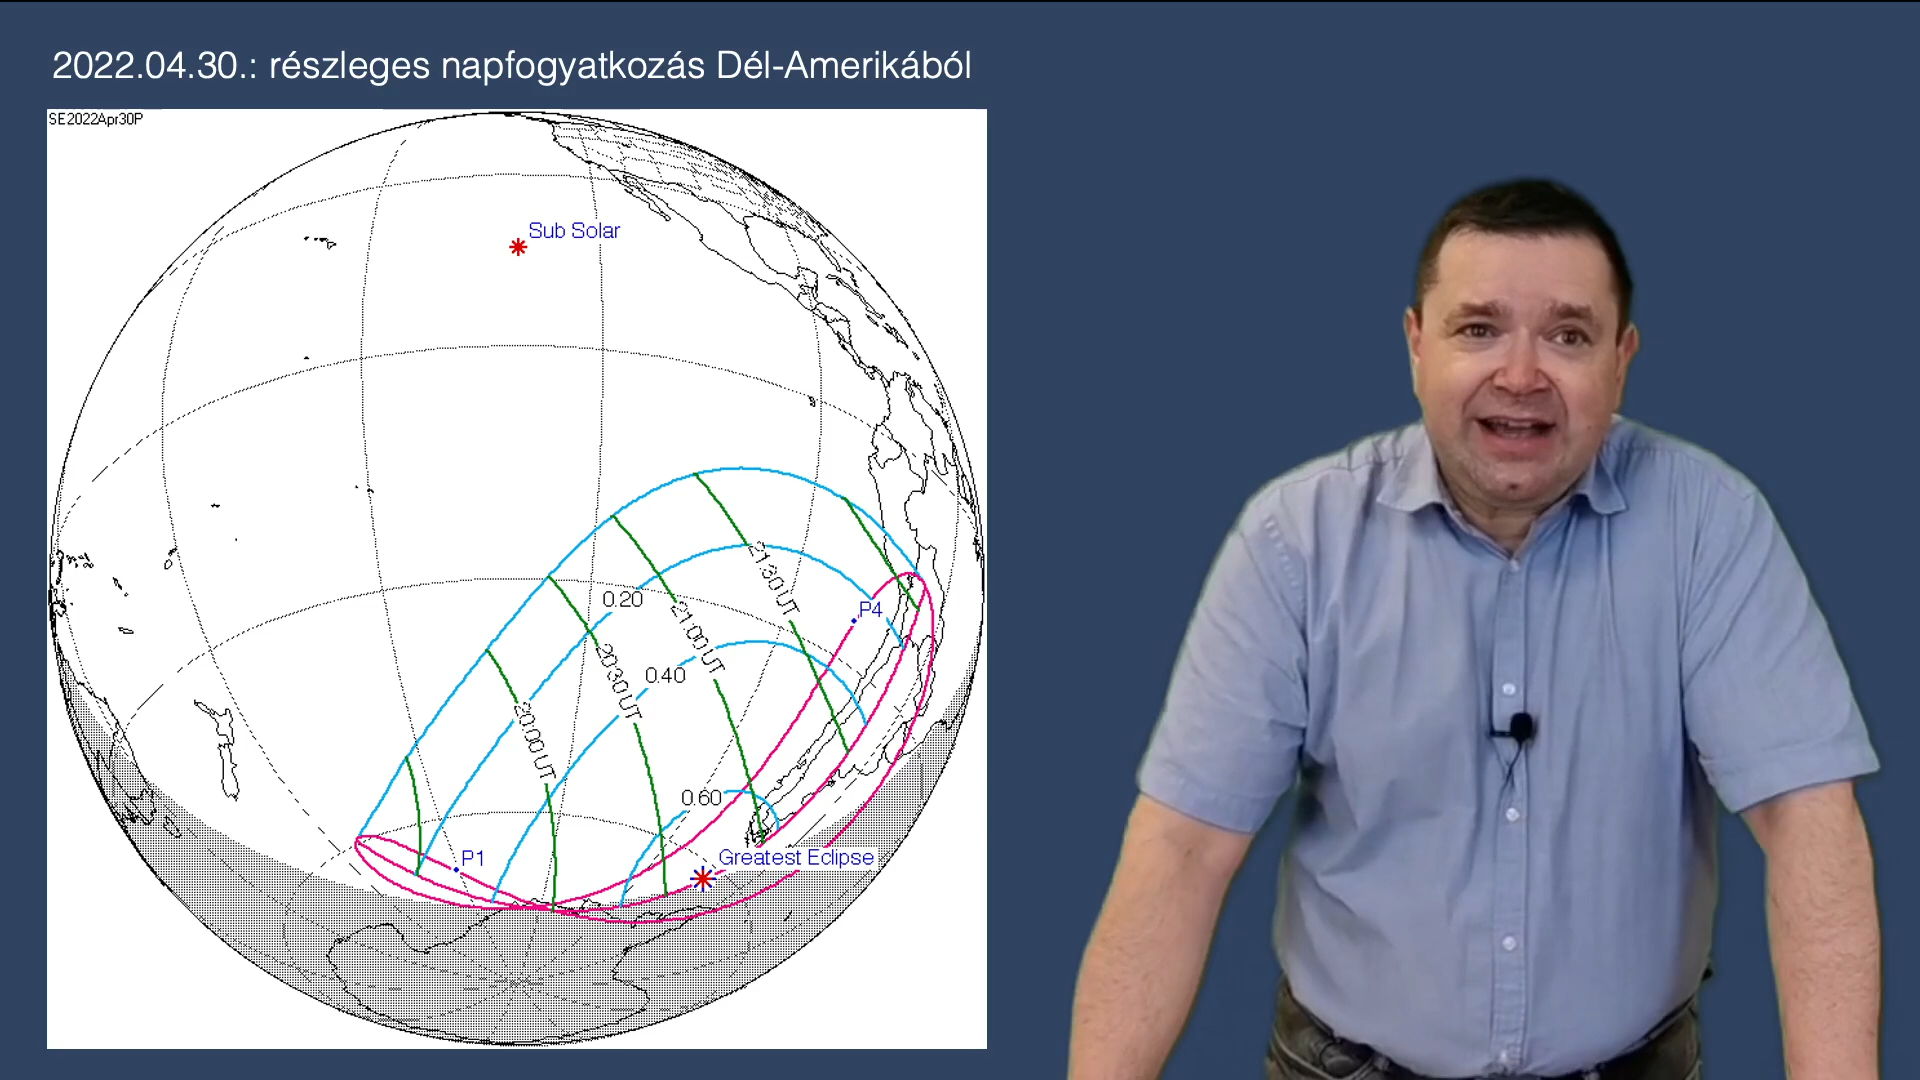 2022.04.30.: részleges napfogyatkozás Dél-Amerikából
SE2022Apr30P
Sub Solar
21:30 UT
0.20
21:00 UT
P4
20:30 UT
0.40
20:00 UT
0.60
P1
Greatest Eclipse